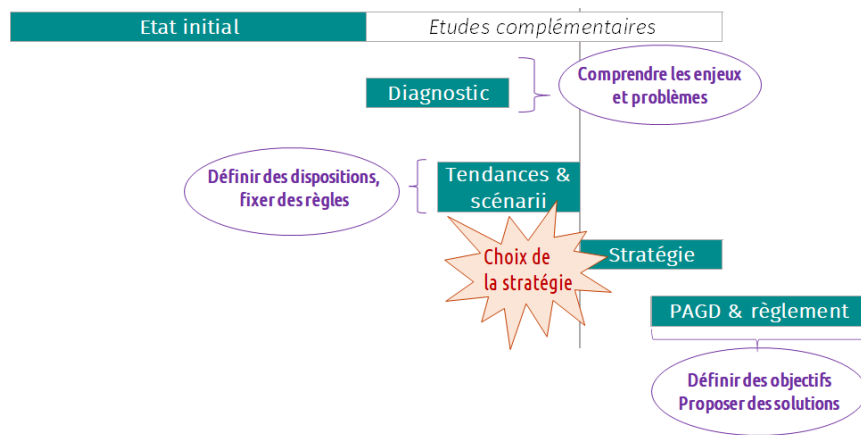 Etat initial
Etudes complémentaires
Diagnostic
Comprendre les enjeux
et problèmes
Définir des dispositions,
fixer des règles
Tendances &
scénarii
Choix de
la stratégie
Stratégie
PAGD & règlement
Définir des objectifs
Proposer des solutions